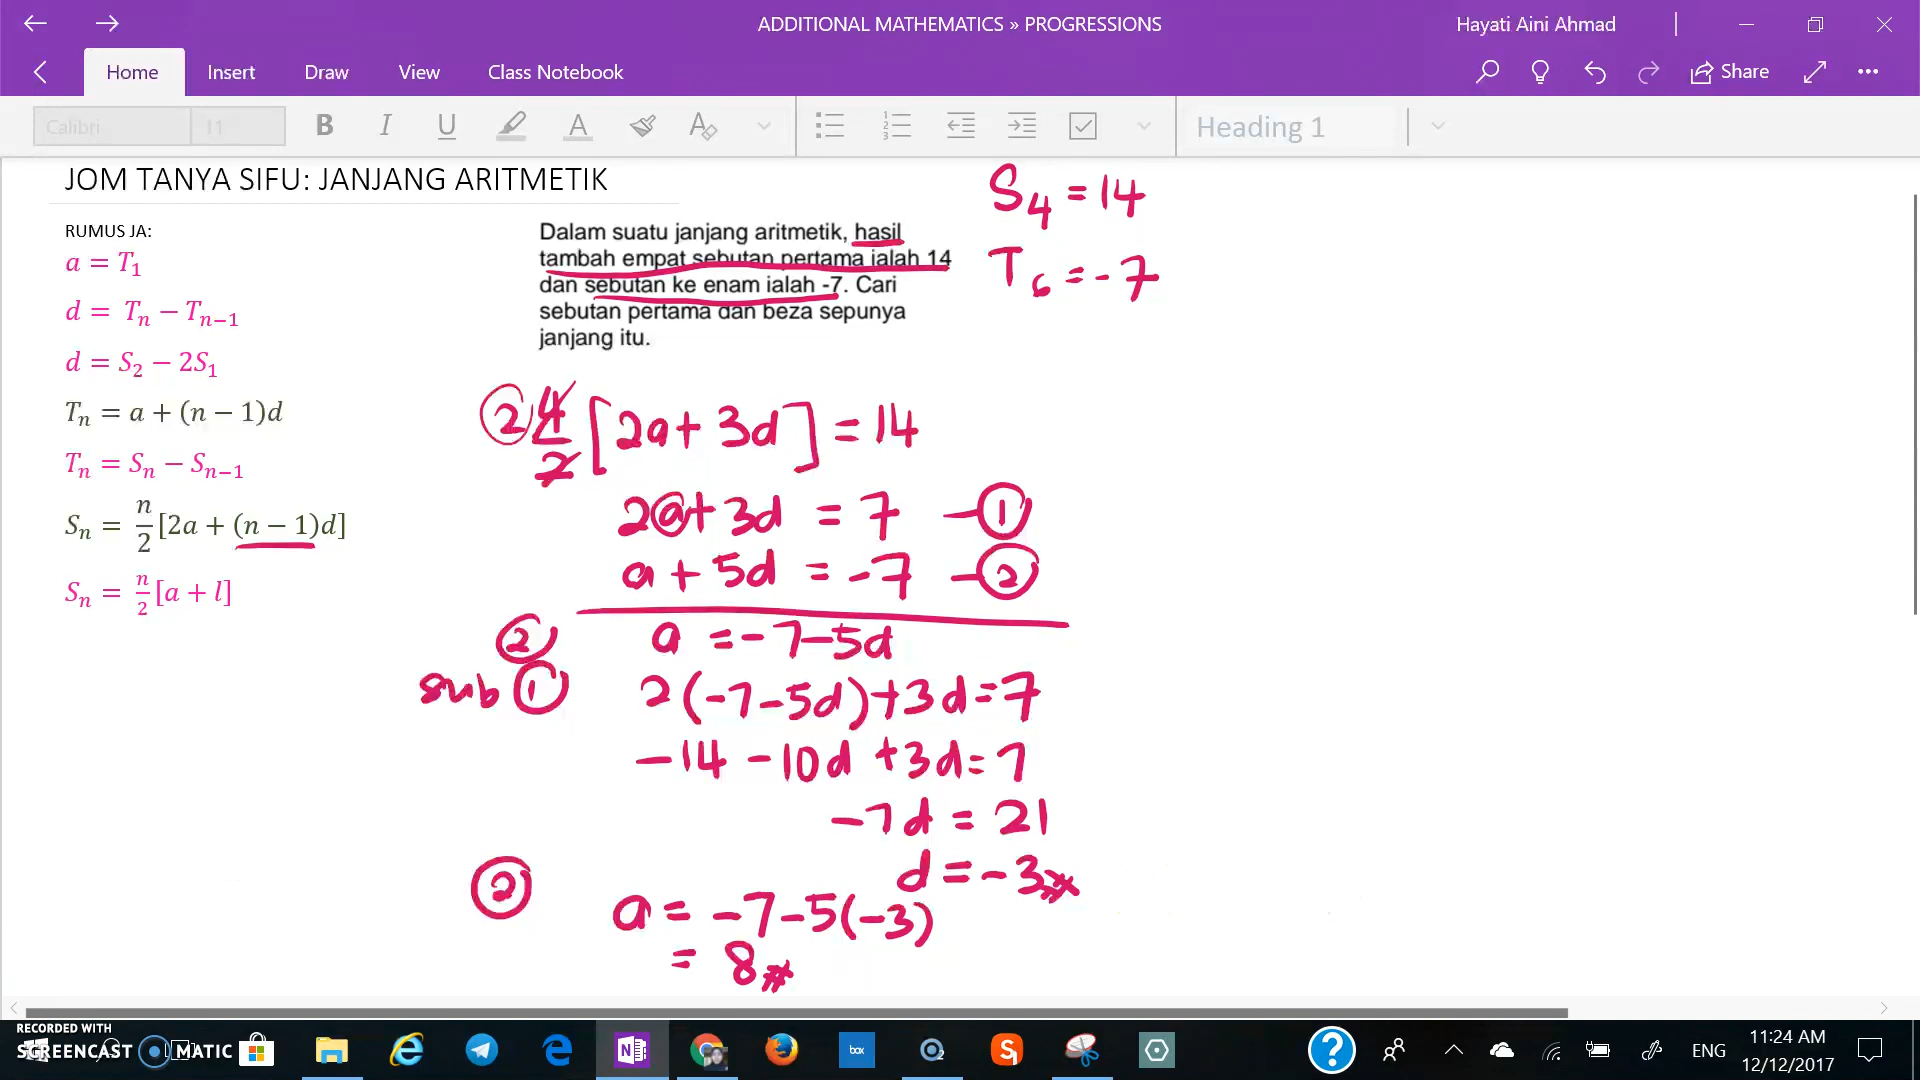 ADDITIONAL MATHEMATICS » PROGRESSIONS
Hayati Aini Ahmad
Home Insert Draw View Class Notebook
Share
Calibri 11
B I U A A
Heading 1
JOM TANYA SIFU: JANJANG ARITMETIK
RUMUS JA:
a = T₁
d = Tₙ − Tₙ₋₁
d = S₂ − 2S₁
Tₙ = a + (n − 1)d
Tₙ = Sₙ − Sₙ₋₁
Sₙ = n/2 [2a + (n − 1)d]
Sₙ = n/2 [a + l]
Dalam suatu janjang aritmetik, hasil
tambah empat sebutan pertama ialah 14
dan sebutan ke enam ialah -7. Cari
sebutan pertama dan beza sepunya
janjang itu.
S₄ = 14
T₆ = -7
② 4/2 [2a + 3d] = 14
2a + 3d = 7 — ①
a + 5d = -7 — ②
② a = -7 - 5d
sub ① 2(-7 - 5d) + 3d = 7
-14 - 10d + 3d = 7
-7d = 21
d = -3
② a = -7 - 5(-3)
= 8
RECORDED WITH
SCREENCAST MATIC
N
box
S
?
ENG
11:24 AM
12/12/2017